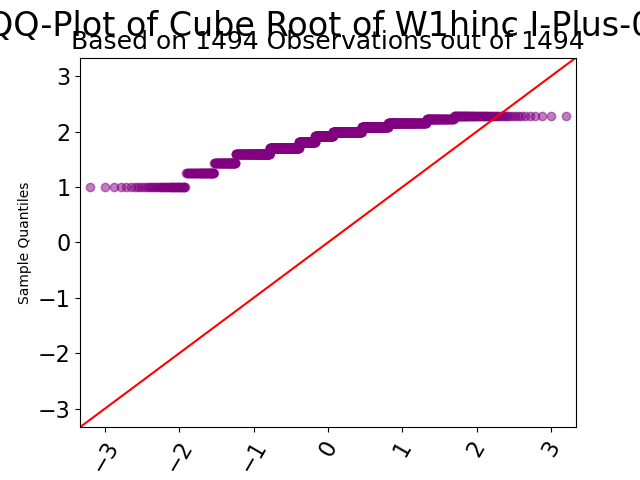 QQ-Plot of Cube Root of W1hinc I-Plus-0
Based on 1494 Observations out of 1494
3
2
1
0
−1
−2
−3
Sample Quantiles
−3 −2 −1 0 1 2 3